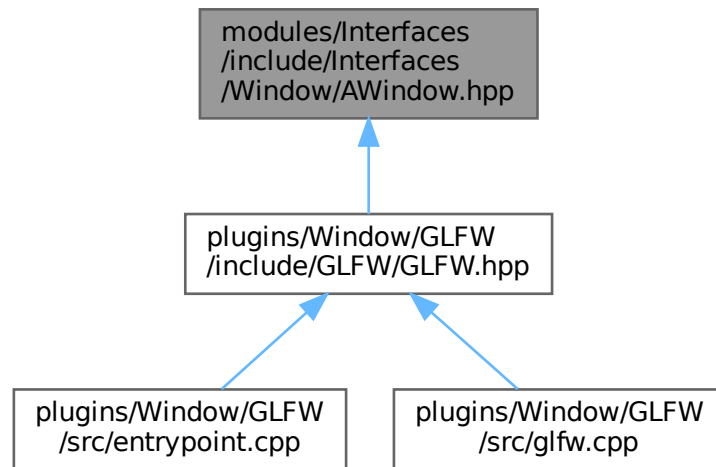 modules/Interfaces
/include/Interfaces
/Window/AWindow.hpp
plugins/Window/GLFW
/include/GLFW/GLFW.hpp
plugins/Window/GLFW
/src/entrypoint.cpp
plugins/Window/GLFW
/src/glfw.cpp